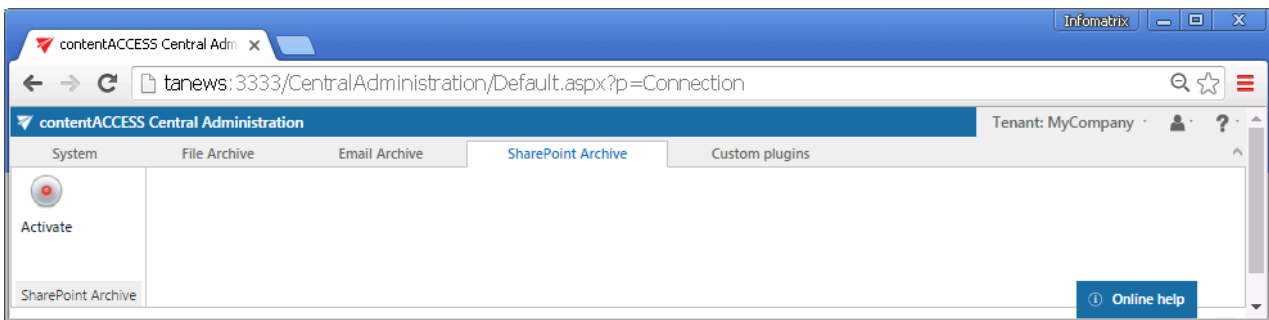 Infomatrix
contentACCESS Central Adm
tanews:3333/CentralAdministration/Default.aspx?p=Connection
contentACCESS Central Administration
Tenant: MyCompany
?
System
File Archive
Email Archive
SharePoint Archive
Custom plugins
Activate
SharePoint Archive
Online help